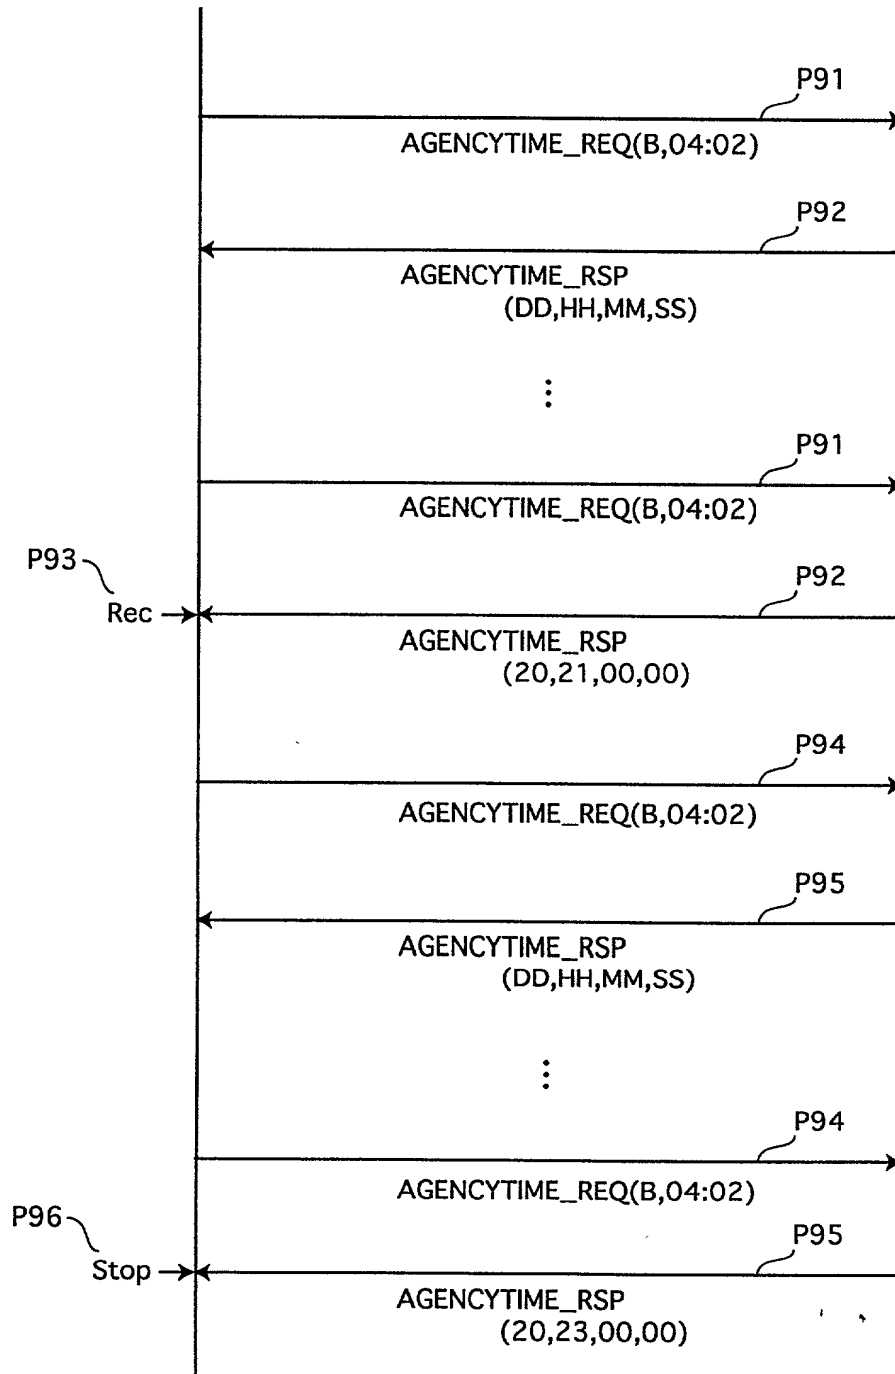 P91
AGENCYTIME_REQ(B,04:02)
P92
AGENCYTIME_RSP
(DD,HH,MM,SS)
P91
AGENCYTIME_REQ(B,04:02)
P93
P92
Rec
AGENCYTIME_RSP
(20,21,00,00)
P94
AGENCYTIME_REQ(B,04:02)
P95
AGENCYTIME_RSP
(DD,HH,MM,SS)
P94
AGENCYTIME_REQ(B,04:02)
P96
P95
Stop
AGENCYTIME_RSP
(20,23,00,00)